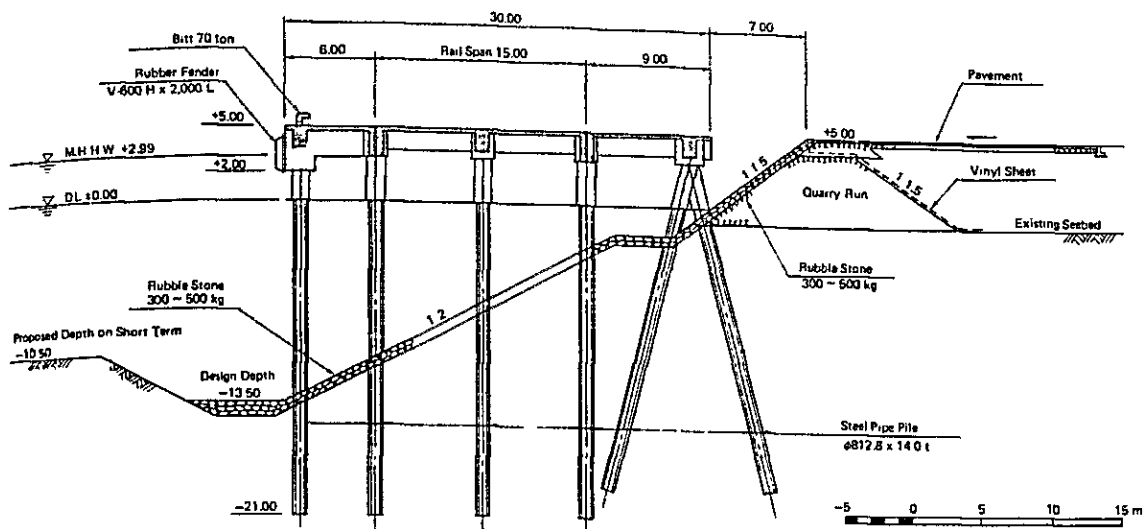 30.00
7.00
Bitt 70 ton
6.00
Rail Span 15.00
9.00
Rubber Fender
V-600 H x 2,000 L
Pavement
+5.00
+5.00
M.H H W. +2.99
+2.00
1 1.5
1 1.5
Vinyl Sheet
Quarry Run
DL ±0.00
Existing Seabed
Rubble Stone
300 ~ 500 kg
Rubble Stone
300 ~ 500 kg
1 2
Proposed Depth on Short Term
-10 50
Design Depth
-13 50
Steel Pipe Pile
φ812.8 x 14 0 t
-21.00
-5 0 5 10 15 m